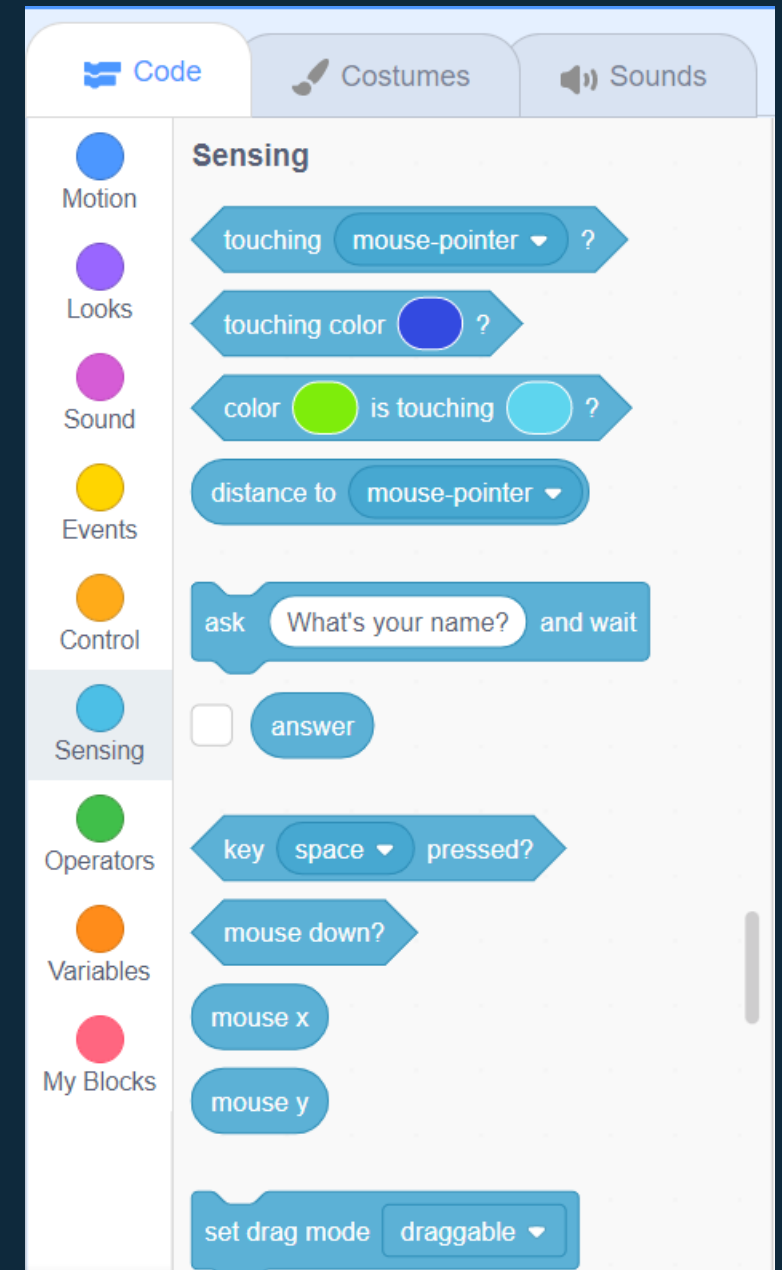 Code Costumes Sounds
Motion
Looks
Sound
Events
Control
Sensing
Operators
Variables
My Blocks
Sensing
touching mouse-pointer ?
touching color ?
color is touching ?
distance to mouse-pointer
ask What's your name? and wait
answer
key space pressed?
mouse down?
mouse x
mouse y
set drag mode draggable